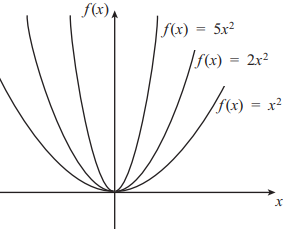 f(x)
f(x) = 5x²
f(x) = 2x²
f(x) = x²
x